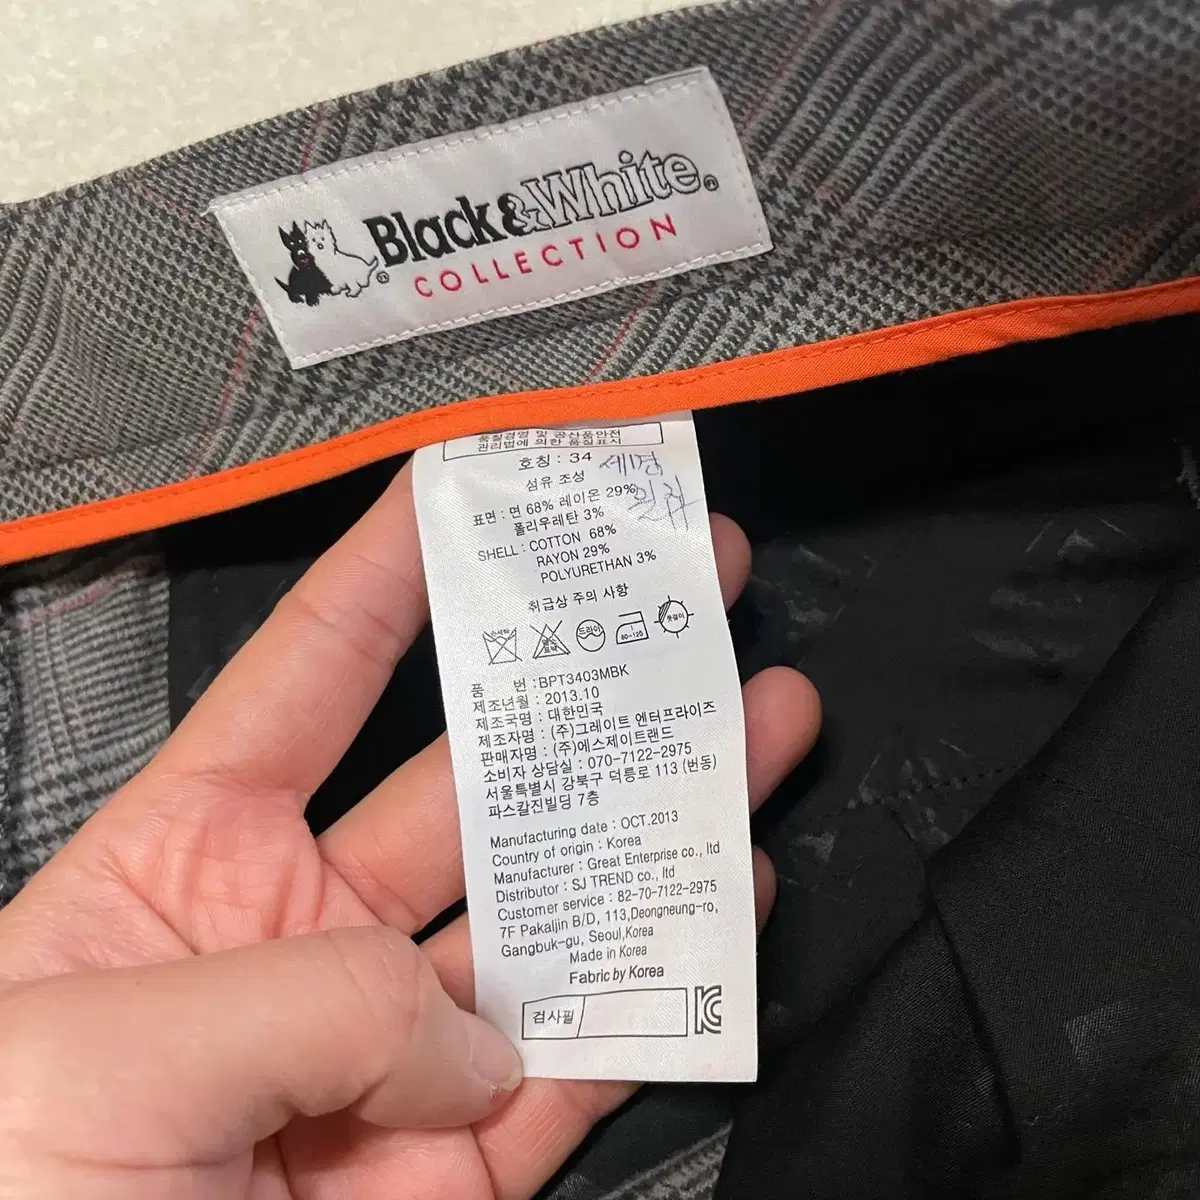 Black&White®
COLLECTION
품질경영 및 공산품안전
관리법에 의한 품질표시
호칭 : 34
섬유 조성
표면 : 면 68% 레이온 29%
폴리우레탄 3%
SHELL : COTTON 68%
RAYON 29%
POLYURETHAN 3%
취급상 주의 사항
드라이
80~120
옷걸이
품 번 : BPT3403MBK
제조년월 : 2013.10
제조국명 : 대한민국
제조자명 : (주)그레이트 엔터프라이즈
판매자명 : (주)에스제이트랜드
소비자 상담실 : 070-7122-2975
서울특별시 강북구 덕릉로 113 (번동)
파스칼진빌딩 7층
Manufacturing date : OCT.2013
Country of origin : Korea
Manufacturer : Great Enterprise co., ltd
Distributor : SJ TREND co., ltd
Customer service : 82-70-7122-2975
7F Pakaljin B/D, 113,Deongneung-ro,
Gangbuk-gu, Seoul,Korea
Made in Korea
Fabric by Korea
검사필